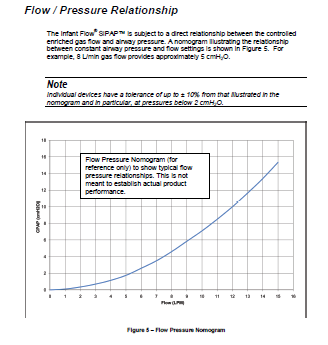 Flow / Pressure Relationship
The Infant Flow® SiPAP™ is subject to a direct relationship between the controlled
enriched gas flow and airway pressure. A nomogram illustrating the relationship
between constant airway pressure and flow settings is shown in Figure 5. For
example, 8 L/min gas flow provides approximately 5 cmH₂O.
Note
Individual devices have a tolerance of up to ± 10% from that illustrated in the
nomogram and in particular, at pressures below 2 cmH₂O.
Flow Pressure Nomogram (for
reference only) to show typical flow
pressure relationships. This is not
meant to establish actual product
performance.
CPAP (cmH2O)
18
16
14
12
10
8
6
4
2
0
0 1 2 3 4 5 6 7 8 9 10 11 12 13 14 15 16
Flow (LPM)
Figure 5 – Flow Pressure Nomogram